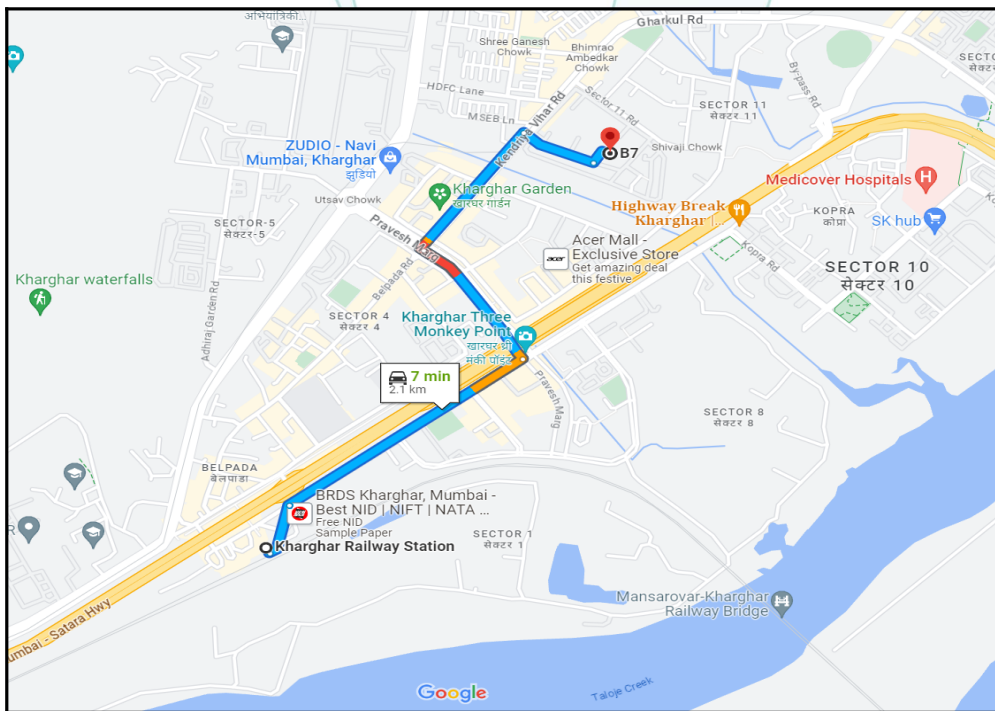 अभियांत्रिकी...
Gharkul Rd
Shree Ganesh
Chowk
Bhimrao
Ambedkar
Chowk
HDFC Lane
MSEB Ln
Sector 11 Rd
SECTOR 11
सेक्टर 11
By-pass Rd
SECTO
सेक्टर
Kendriya Vihar Rd
B7
Shivaji Chowk
ZUDIO - Navi
Mumbai, Kharghar
झुडियो
Utsav Chowk
Kharghar Garden
खारघर गार्डन
Medicover Hospitals
H
Highway Break
Kharghar |...
KOPRA
कोप्रा
SK hub
SECTOR-5
सेक्टर-5
Pravesh Marg
Belpada Rd
acer
Acer Mall -
Exclusive Store
Get amazing deal
this festive
Kopra Rd
SECTOR 10
सेक्टर 10
Kharghar waterfalls
Adhiraj Garden Rd
SECTOR 4
सेक्टर 4
Kharghar Three
Monkey Point
खारघर थ्री
मंकी पॉइंट
7 min
2.1 km
Pravesh Marg
SECTOR 8
सेक्टर 8
BELPADA
बेलपाडा
BRDS Kharghar, Mumbai -
Best NID | NIFT | NATA ...
Free NID
Sample Paper
Kharghar Railway Station
SECTOR 1
सेक्टर 1
Mansarovar-Kharghar
Railway Bridge
umbai - Satara Hwy
Google
Taloje Creek